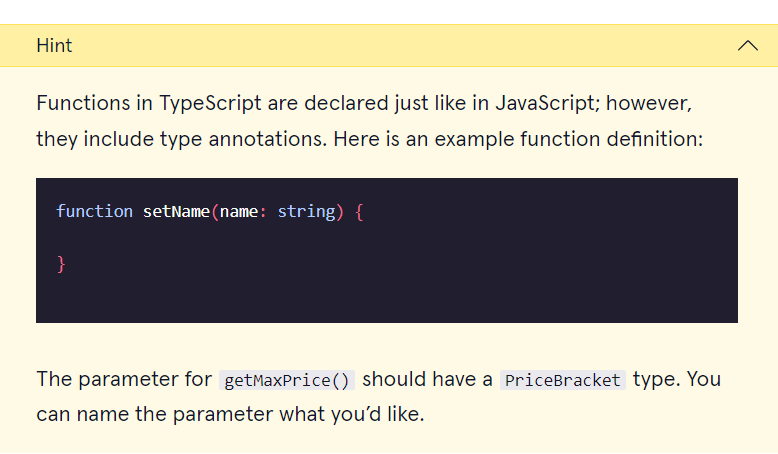 Hint
Functions in TypeScript are declared just like in JavaScript; however,
they include type annotations. Here is an example function definition:
function setName(name: string) {
}
The parameter for getMaxPrice() should have a PriceBracket type. You
can name the parameter what you’d like.